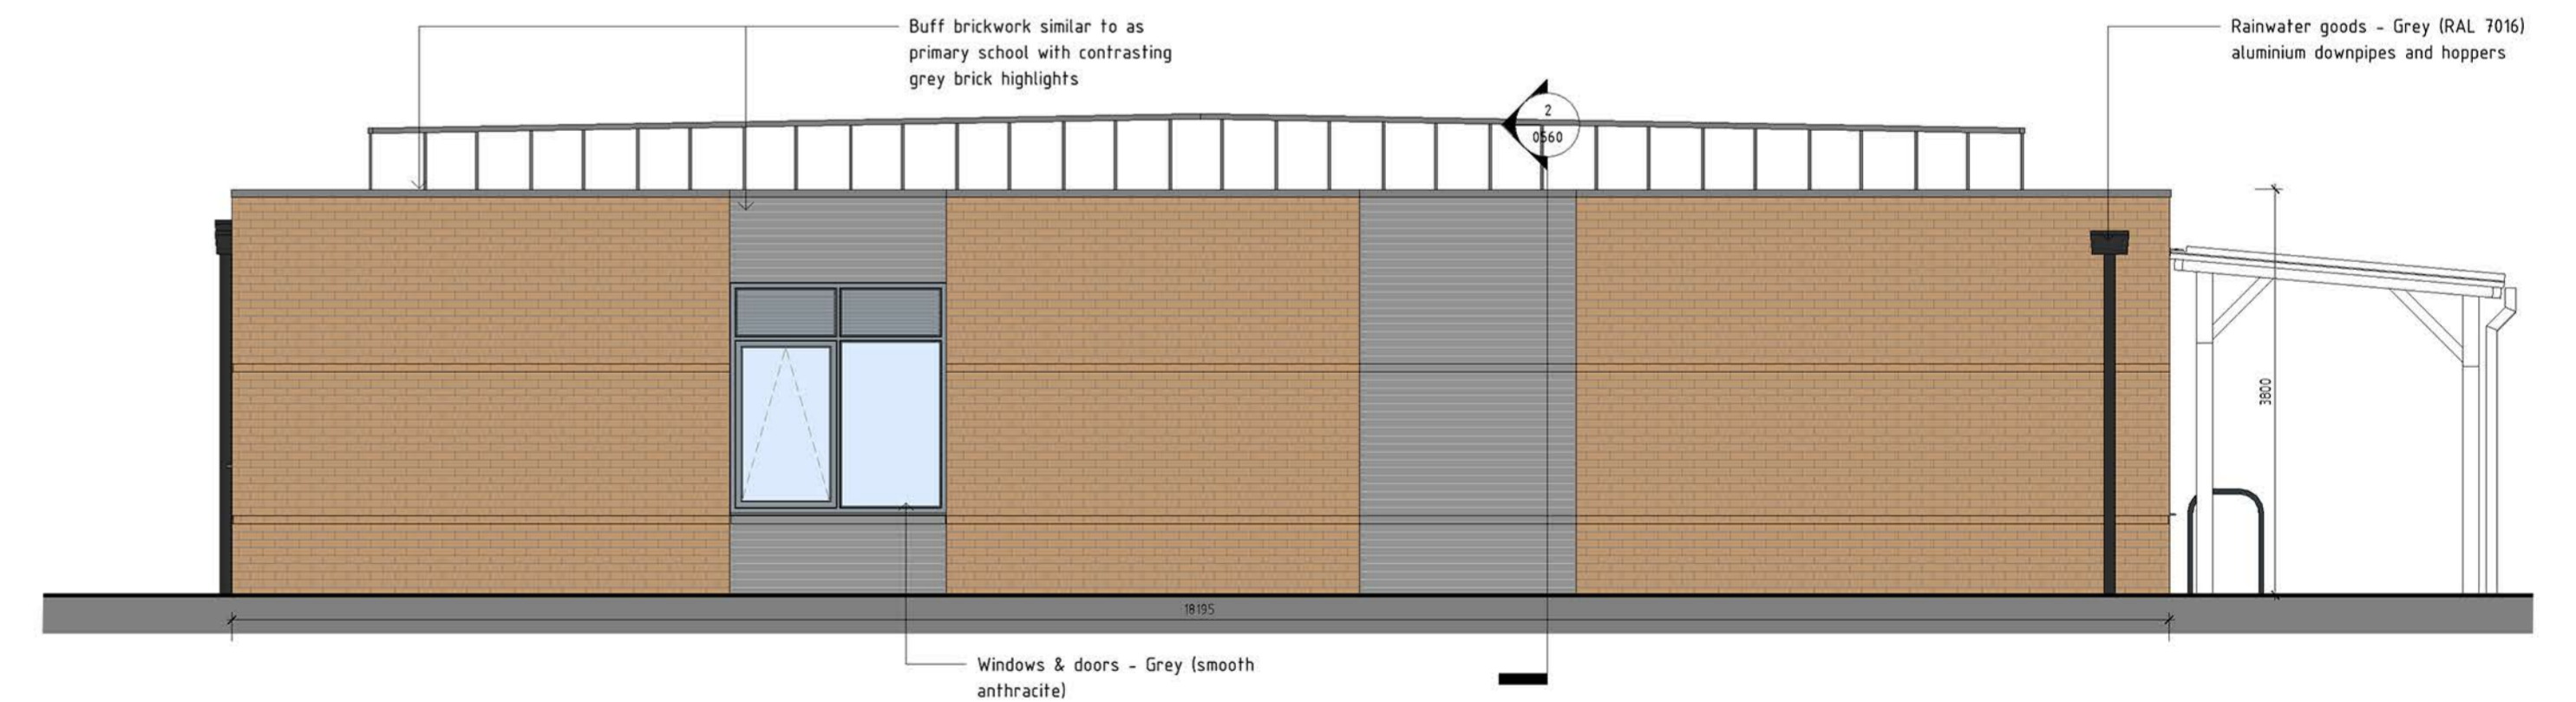 Buff brickwork similar to as
primary school with contrasting
grey brick highlights
Rainwater goods - Grey (RAL 7016)
aluminium downpipes and hoppers
2
0560
3800
18195
Windows & doors - Grey (smooth
anthracite)